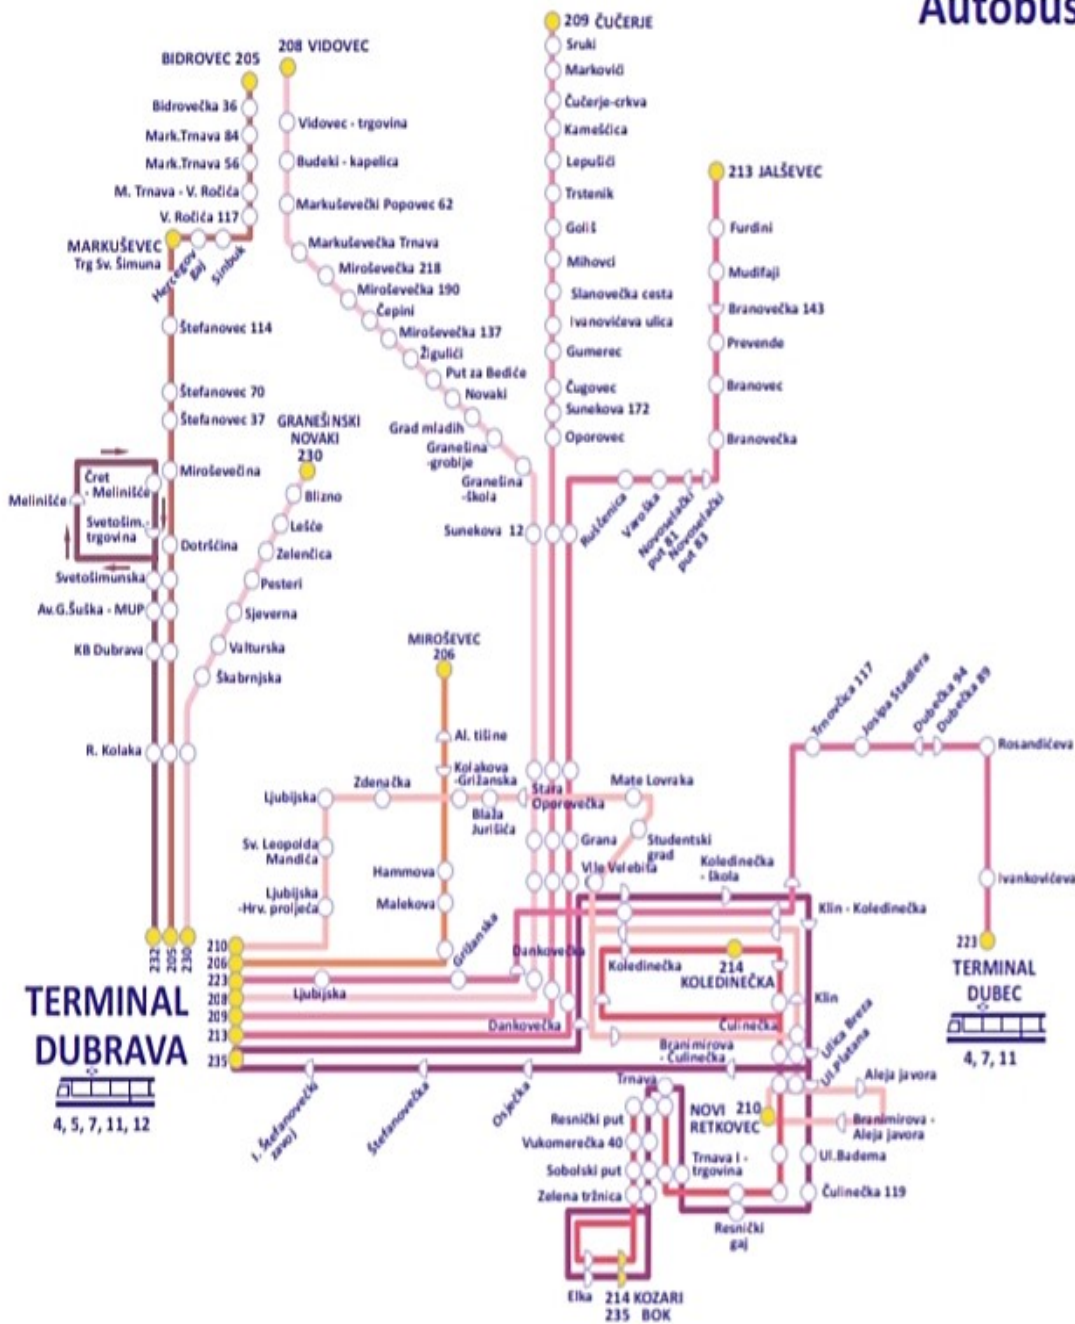 Autobus
209 ČUČERJE
Sruki
Markovići
Čučerje-crkva
Kameščica
Lepušići
Trstenik
Goliš
Mihovci
Slanovečka cesta
Ivanovićeva ulica
Gumerec
Čugovec
Sunekova 172
Oporovec
208 VIDOVEC
Vidovec - trgovina
Budeki - kapelica
Markuševečki Popovec 62
Markuševečka Trnava
Miroševečka 218
Miroševečka 190
Čepini
Miroševečka 137
Žigulići
Put za Bediće
Novaki
Grad mladih
Granešina
-groblje
Granešina
-škola
Sunekova 12
BIDROVEC 205
Bidrovečka 36
Mark.Trnava 84
Mark.Trnava 56
M. Trnava - V. Ročića
V. Ročića 117
MARKUŠEVEC
Trg Sv. Šimuna
Hercegov
gaj
Sinbuk
Štefanovec 114
Štefanovec 70
Štefanovec 37
Miroševečina
Dotrščina
213 JALŠEVEC
Furdini
Mudifaji
Branovečka 143
Prevende
Branovec
Branovečka
Ruščenica
Varoška
Novoselački
put 81
Novoselački
put 83
GRANEŠINSKI
NOVAKI
230
Blizno
Lešće
Zelenčica
Pesteri
Sjeverna
Valturska
Škabrnjska
Čret
- Melinišće
Melinišće
Svetošim.-
trgovina
Svetošimunska
Av.G.Šuška - MUP
KB Dubrava
R. Kolaka
MIROŠEVEC
206
Al. tišine
Kolakova
-Grižanska
Hammova
Malekova
Grižanska
Ljubijska
Zdenačka
Blaža
Jurišića
Stara
Oporovečka
Mate Lovraka
Studentski
grad
Grana
Vile Velebita
Sv. Leopolda
Mandića
Ljubijska
-Hrv. proljeća
Trnovčica 117
Josipa Stadlera
Dubečka 94
Dubečka 89
Rosandićeva
Ivankovićeva
223
TERMINAL
DUBEC
4, 7, 11
Koledinečka
- škola
Klin - Koledinečka
Dankovečka
Koledinečka
214
KOLEDINEČKA
Klin
Čulinečka
Dankovečka
Branimirova
- Čulinečka
Ulica Breza
Ul.Platana
Aleja javora
Branimirova -
Aleja javora
232
205
230
210
206
223
208
209
213
235
Ljubijska
TERMINAL
DUBRAVA
4, 5, 7, 11, 12
I. Štefanovečki
zavoj
Štefanovečka
Osječka
Trnava
Resnički put
Vukomerečka 40
Sobolski put
Zelena tržnica
NOVI 210
RETKOVEC
Trnava I -
trgovina
Ul.Badema
Čulinečka 119
Resnički
gaj
Elka
214 KOZARI
235 BOK